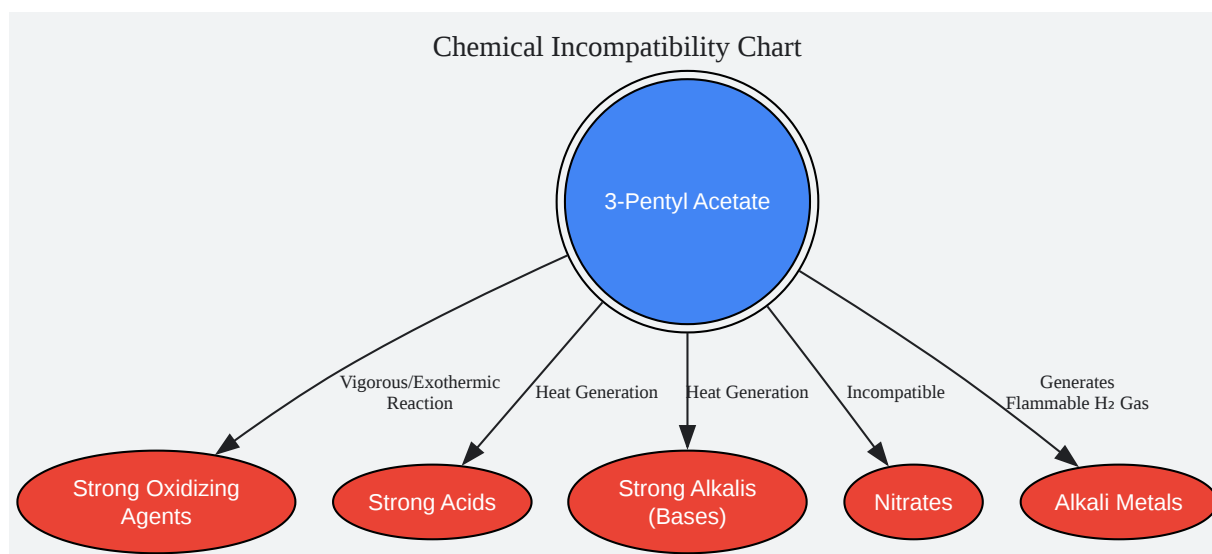 Chemical Incompatibility Chart
3-Pentyl Acetate
Vigorous/Exothermic
Reaction
Heat Generation
Heat Generation
Incompatible
Generates
Flammable H₂ Gas
Strong Oxidizing
Agents
Strong Acids
Strong Alkalis
(Bases)
Nitrates
Alkali Metals